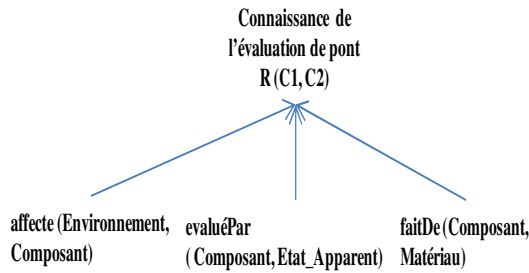 Connaissance de
l'évaluation de pont
R (C1, C2)
affecte (Environnement,
Composant)
evaluéPar
( Composant, Etat_Apparent)
faitDe (Composant,
Matériau)